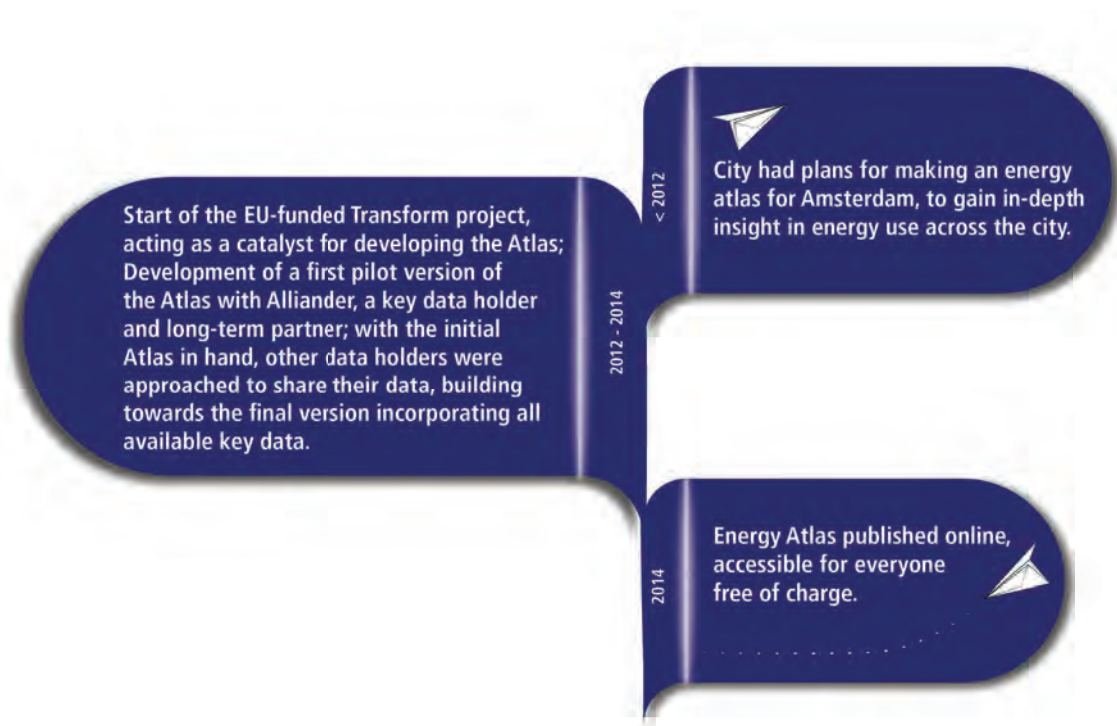 < 2012
City had plans for making an energy
atlas for Amsterdam, to gain in-depth
insight in energy use across the city.
2012 - 2014
Start of the EU-funded Transform project,
acting as a catalyst for developing the Atlas;
Development of a first pilot version of
the Atlas with Alliander, a key data holder
and long-term partner; with the initial
Atlas in hand, other data holders were
approached to share their data, building
towards the final version incorporating all
available key data.
2014
Energy Atlas published online,
accessible for everyone
free of charge.